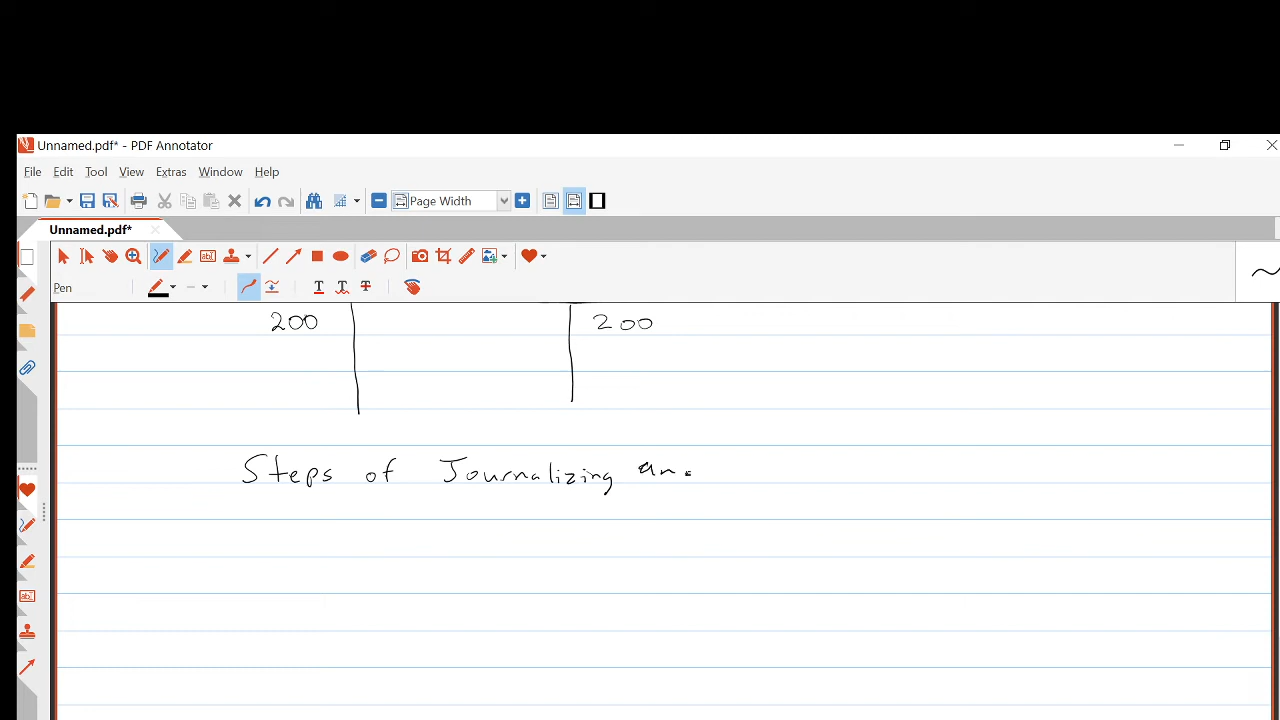 Unnamed.pdf* - PDF Annotator
File Edit Tool View Extras Window Help
Page Width
Unnamed.pdf*
Pen T T T
200 200
Steps of Journalizing an